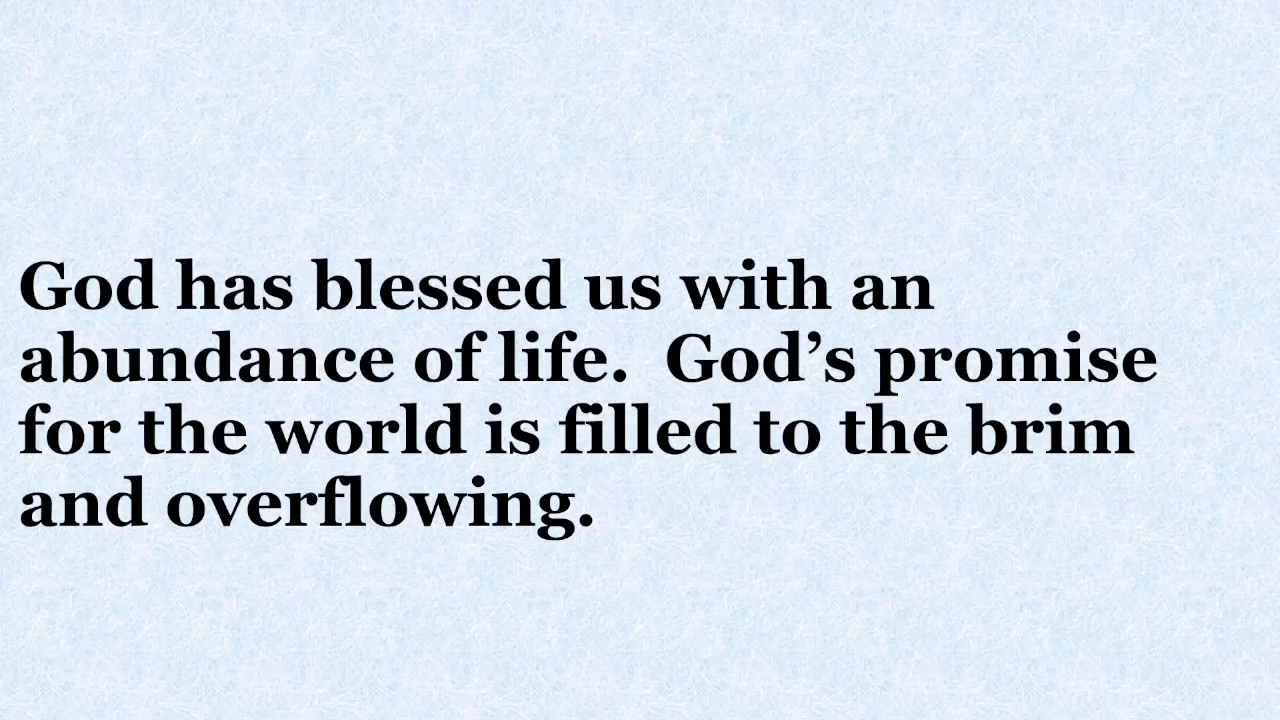 God has blessed us with an
abundance of life.  God’s promise
for the world is filled to the brim
and overflowing.